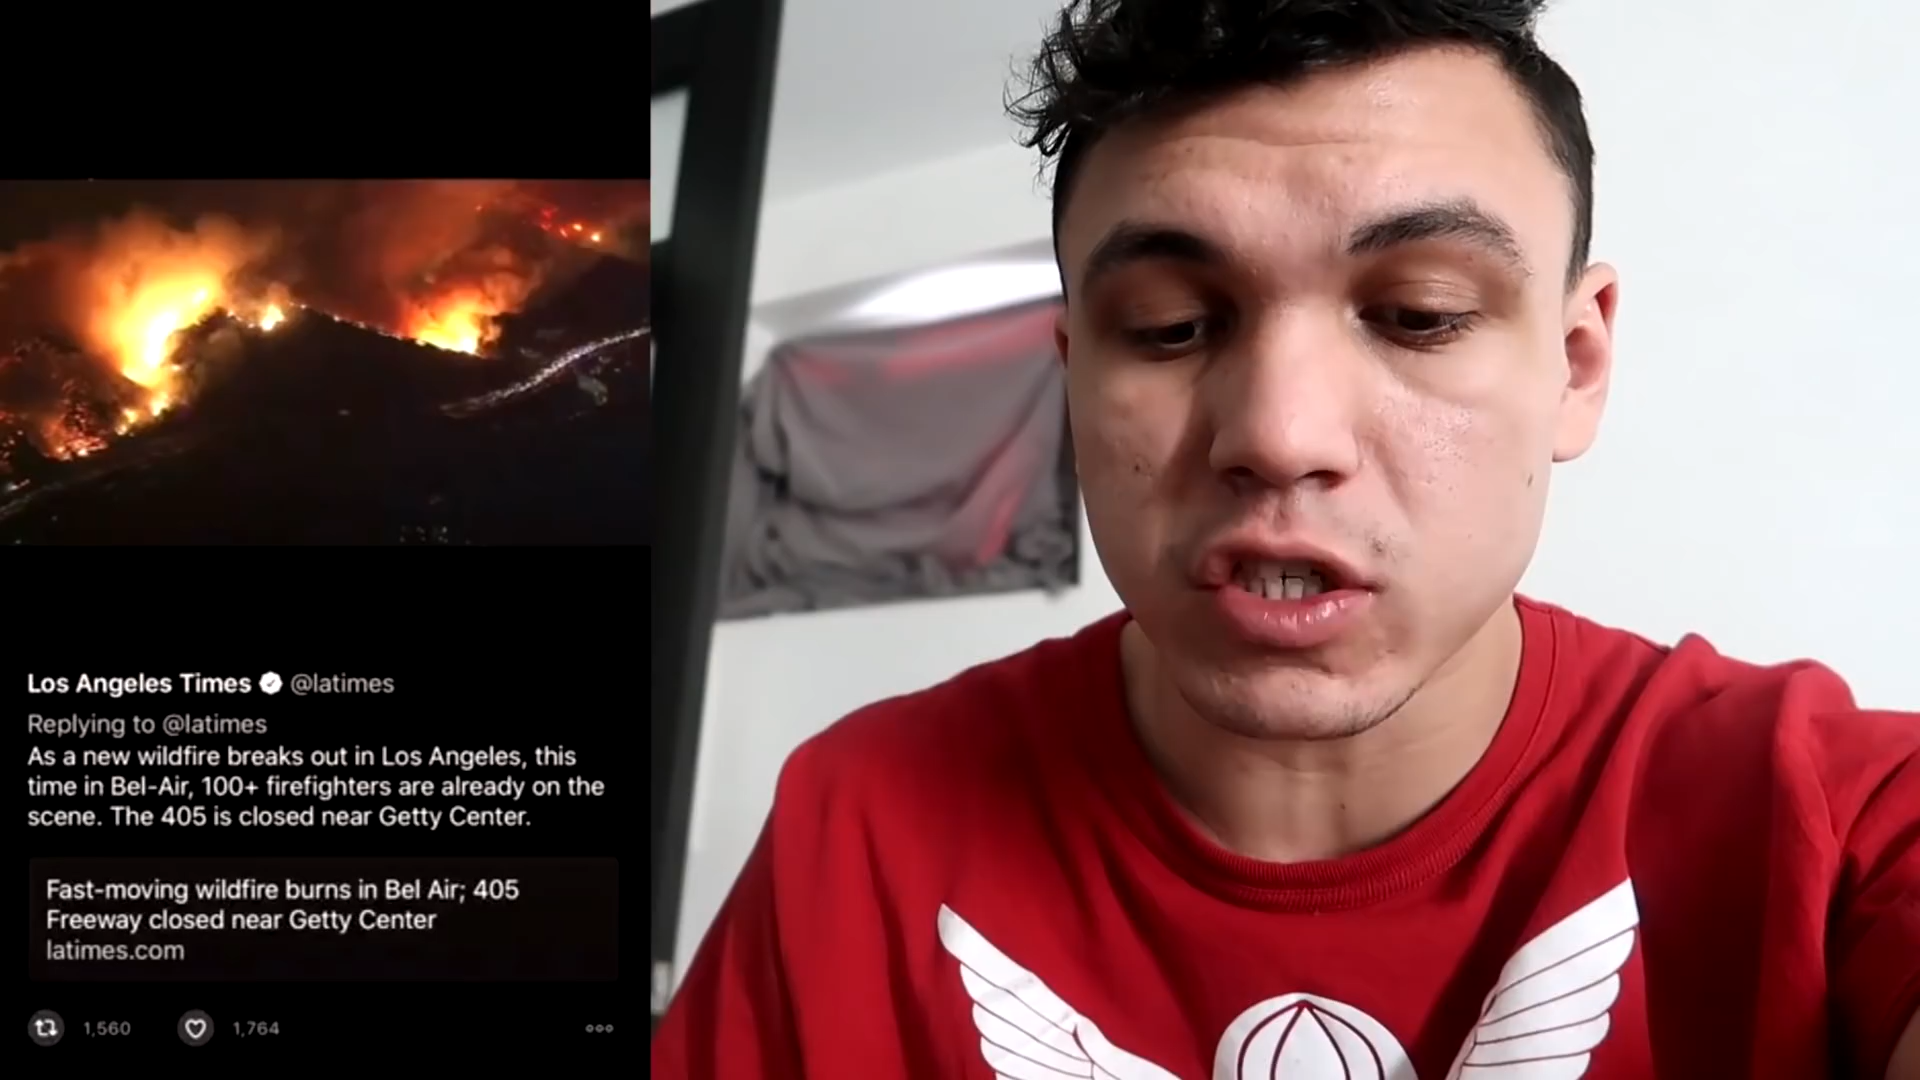 Los Angeles Times @latimes
Replying to @latimes
As a new wildfire breaks out in Los Angeles, this
time in Bel-Air, 100+ firefighters are already on the
scene. The 405 is closed near Getty Center.
Fast-moving wildfire burns in Bel Air; 405
Freeway closed near Getty Center
latimes.com
1,560 1,764